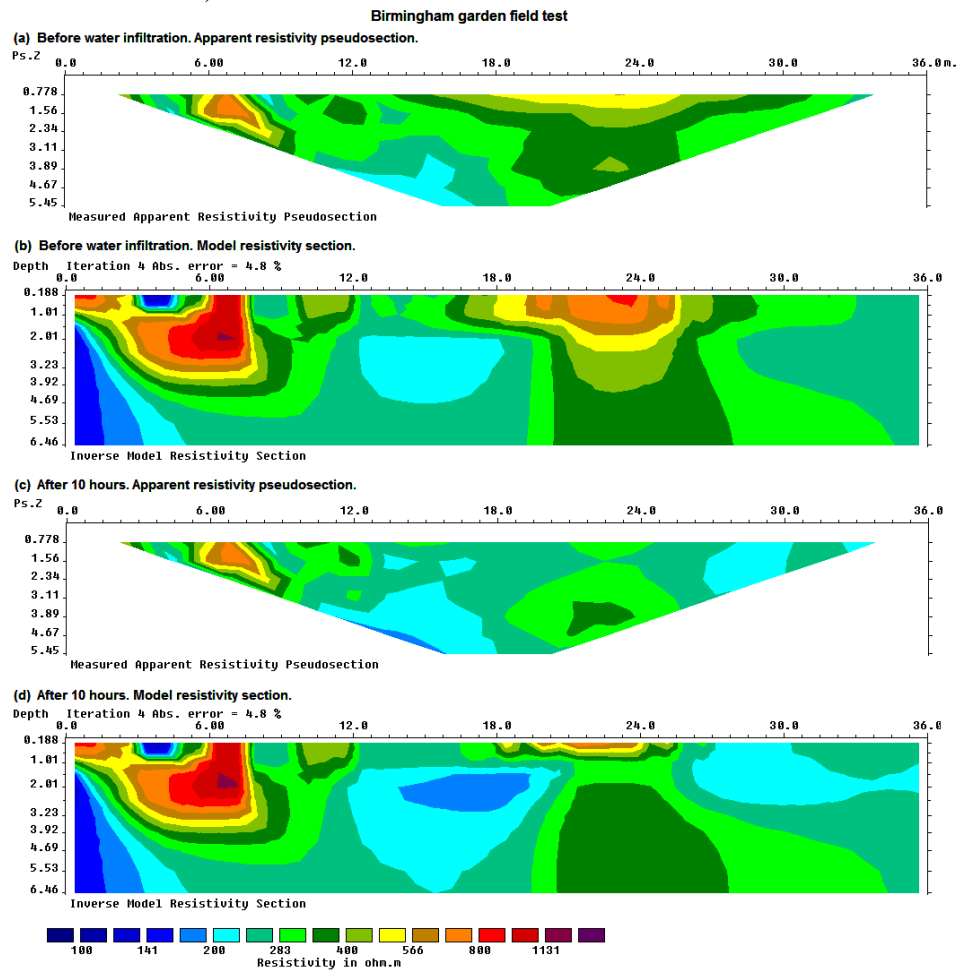 Birmingham garden field test
(a) Before water infiltration. Apparent resistivity pseudosection.
Ps.Z
0.0 6.00 12.0 18.0 24.0 30.0 36.0 m.
0.778
1.56
2.34
3.11
3.89
4.67
5.45
Measured Apparent Resistivity Pseudosection
(b) Before water infiltration. Model resistivity section.
Depth Iteration 4 Abs. error = 4.8 %
0.0 6.00 12.0 18.0 24.0 30.0 36.0
0.188
1.01
2.01
3.23
3.92
4.69
5.53
6.46
Inverse Model Resistivity Section
(c) After 10 hours. Apparent resistivity pseudosection.
Ps.Z
0.0 6.00 12.0 18.0 24.0 30.0 36.0
0.778
1.56
2.34
3.11
3.89
4.67
5.45
Measured Apparent Resistivity Pseudosection
(d) After 10 hours. Model resistivity section.
Depth Iteration 4 Abs. error = 4.8 %
0.0 6.00 12.0 18.0 24.0 30.0 36.0
0.188
1.01
2.01
3.23
3.92
4.69
5.53
6.46
Inverse Model Resistivity Section
100 141 200 283 400 566 800 1131
Resistivity in ohm.m